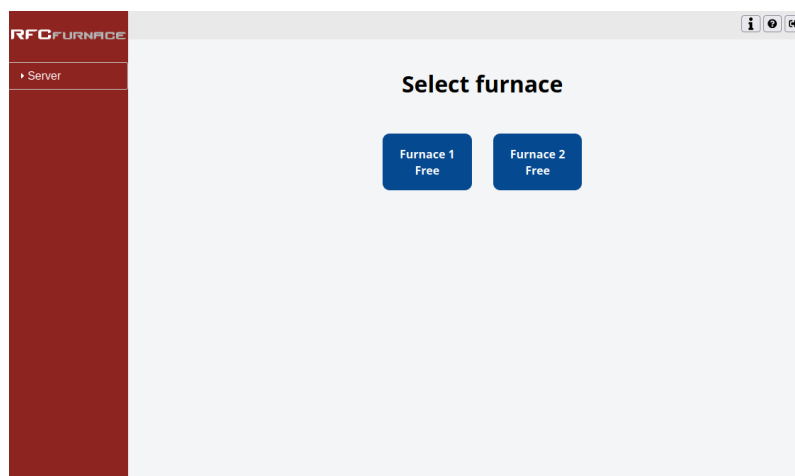 RFCFURNACE
Server
Select furnace
Furnace 1
Free
Furnace 2
Free